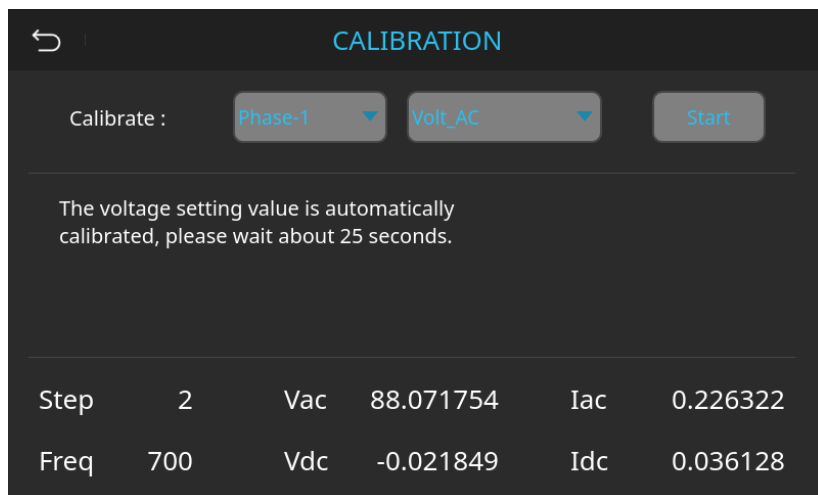 CALIBRATION
Calibrate :
Phase-1
Volt_AC
Start
The voltage setting value is automatically
calibrated, please wait about 25 seconds.
Step 2 Vac 88.071754 Iac 0.226322
Freq 700 Vdc -0.021849 Idc 0.036128